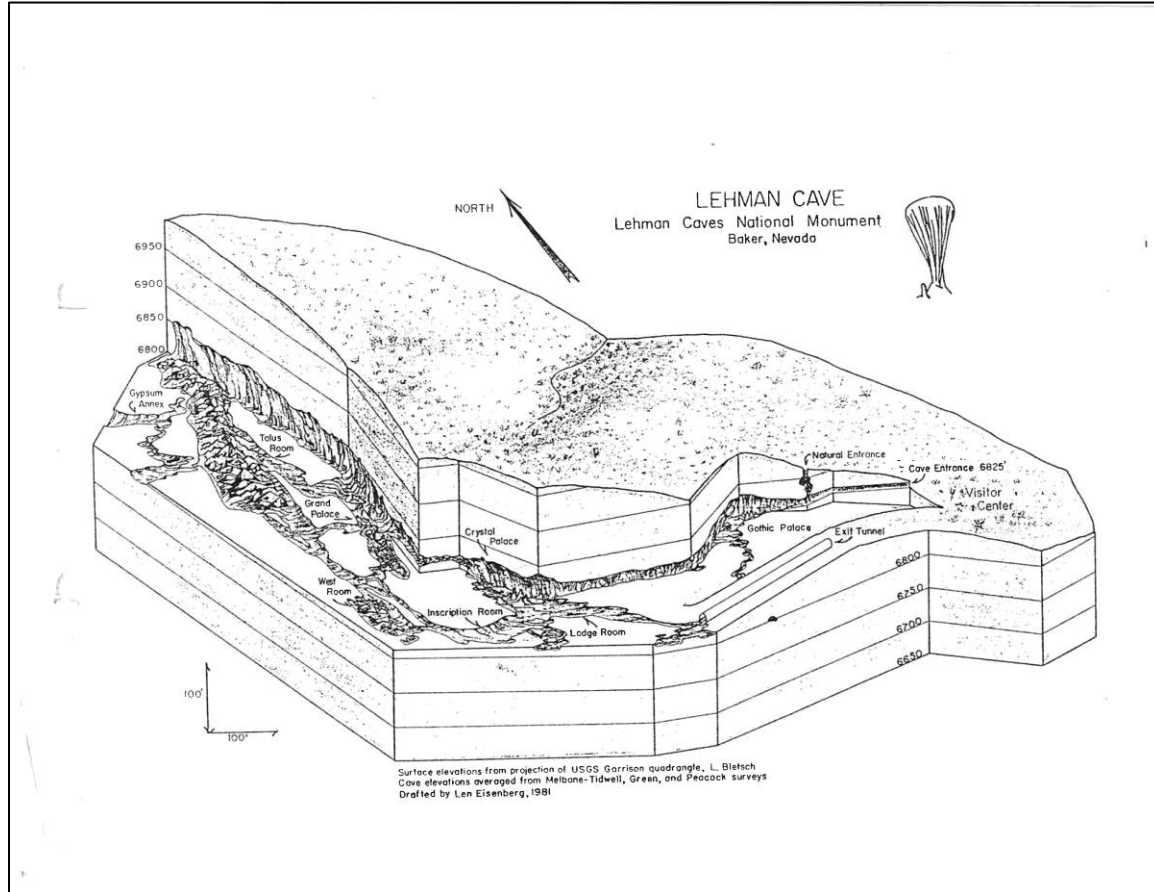 LEHMAN CAVE
Lehman Caves National Monument
Baker, Nevada
NORTH
6950
6900
6850
6800
Gypsum
Annex
Talus
Room
Grand
Palace
Crystal
Palace
West
Room
Inscription Room
Lodge Room
Natural Entrance
Cave Entrance 6825'
Visitor
Center
Gothic Palace
Exit Tunnel
6800
6750
6700
6650
100'
100'
Surface elevations from projection of USGS Garrison quadrangle, L. Bletsch
Cave elevations averaged from Melbane-Tidwell, Green, and Peacock surveys
Drafted by Len Eisenberg, 1981